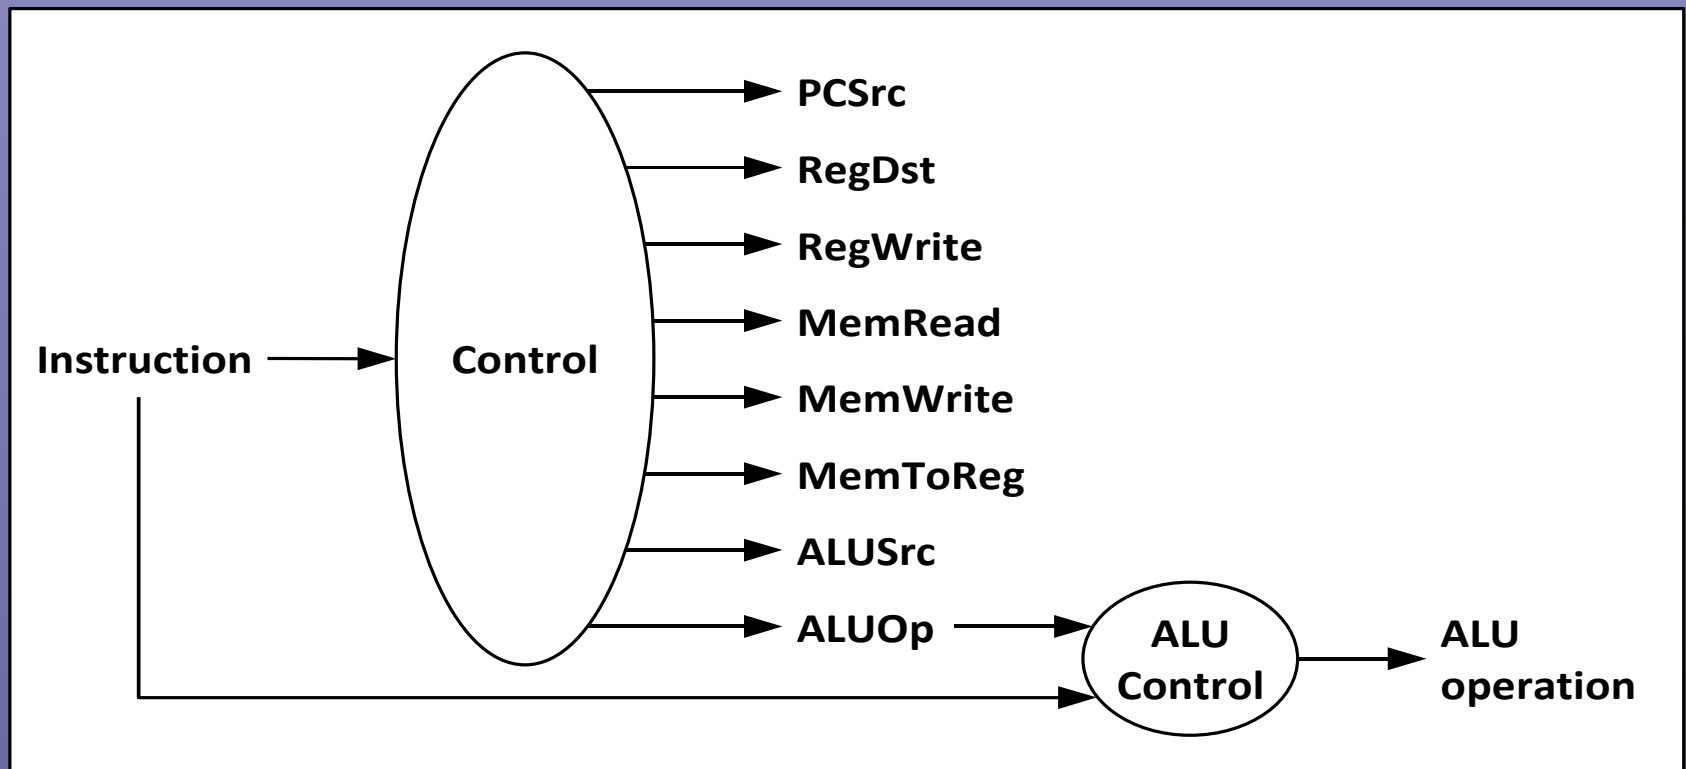 PCSrc
RegDst
RegWrite
MemRead
Instruction
Control
MemWrite
MemToReg
ALUSrc
ALUOp
ALU
Control
ALU
operation